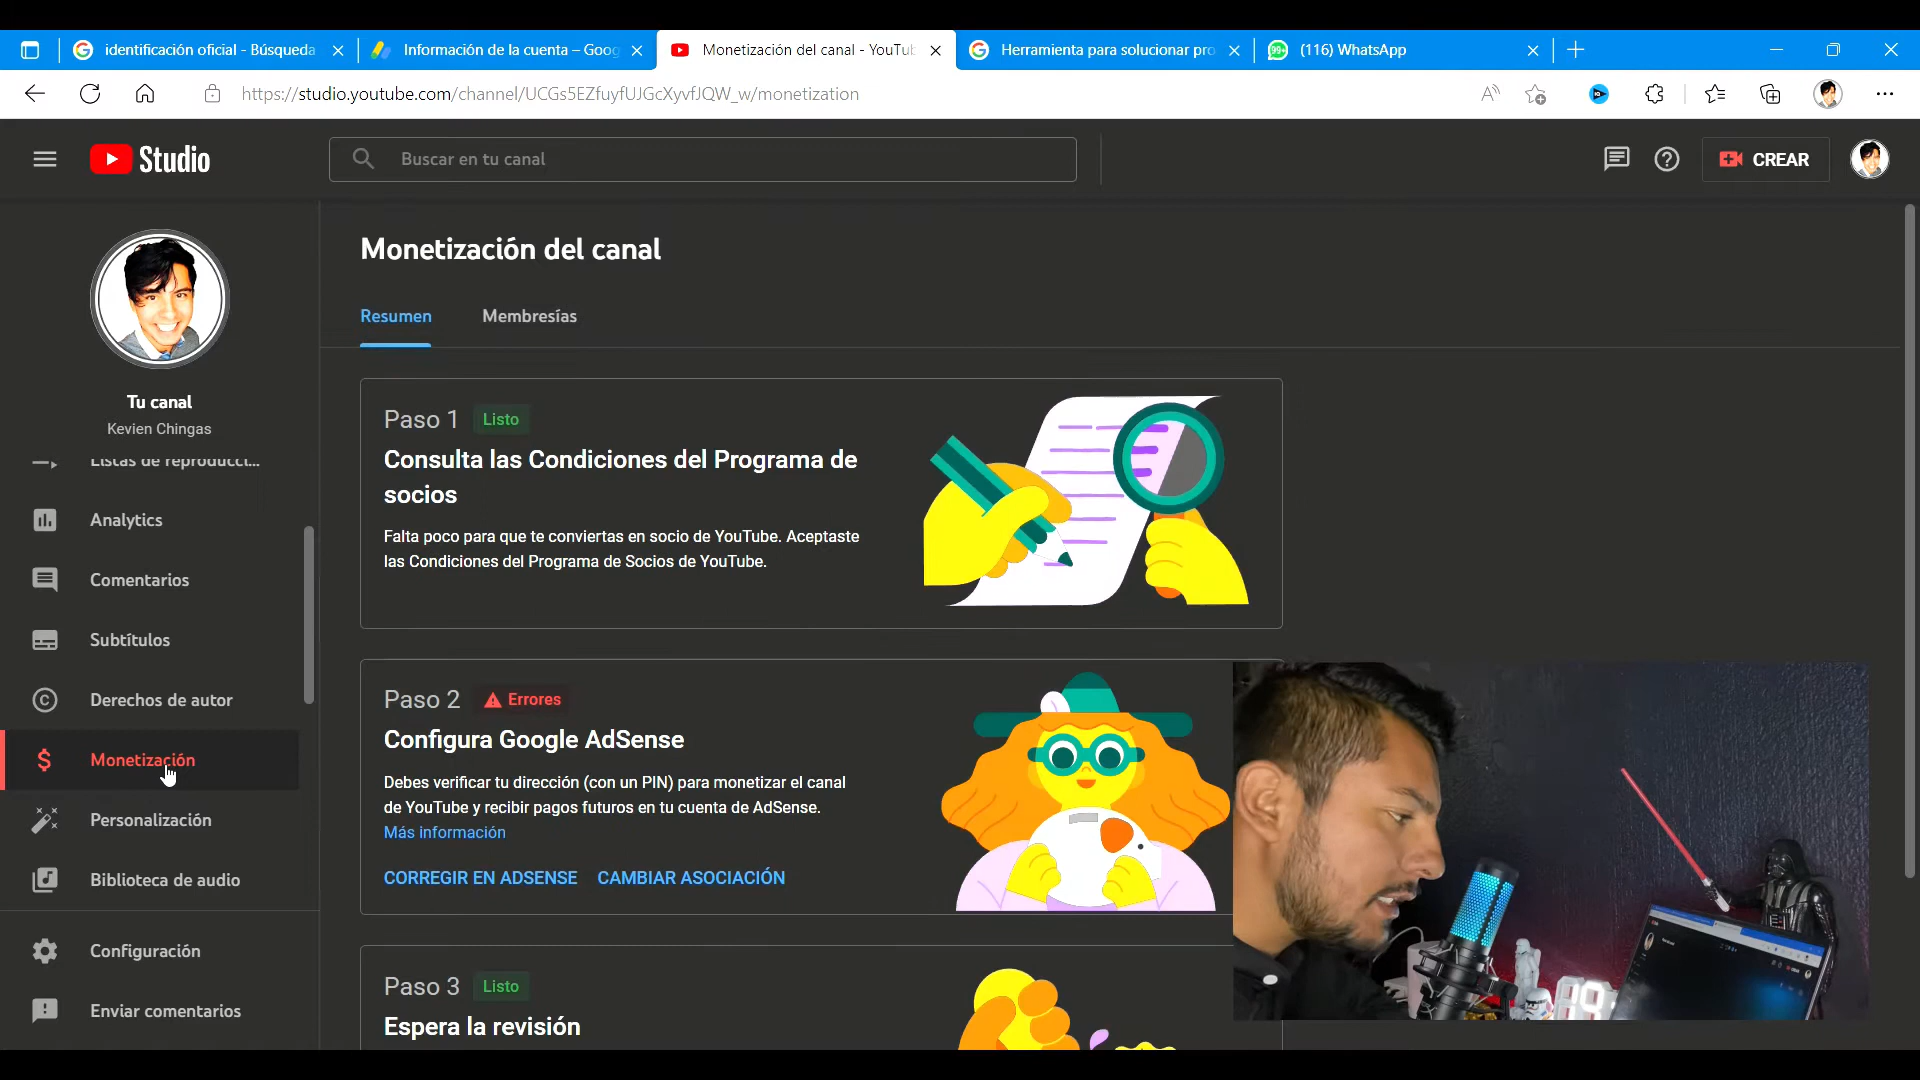 identificación oficial - Búsqueda
Información de la cuenta – Goog
Monetización del canal - YouTub
Herramienta para solucionar pro
(116) WhatsApp
https://studio.youtube.com/channel/UCGs5EZfuyfUJGcXyvfJQW_w/monetization
Studio
Buscar en tu canal
CREAR
Tu canal
Kevien Chingas
Listas de reproducci...
Analytics
Comentarios
Subtítulos
Derechos de autor
Monetización
Personalización
Biblioteca de audio
Configuración
Enviar comentarios
Monetización del canal
Resumen
Membresías
Paso 1
Listo
Consulta las Condiciones del Programa de
socios
Falta poco para que te conviertas en socio de YouTube. Aceptaste
las Condiciones del Programa de Socios de YouTube.
Paso 2
Errores
Configura Google AdSense
Debes verificar tu dirección (con un PIN) para monetizar el canal
de YouTube y recibir pagos futuros en tu cuenta de AdSense.
Más información
CORREGIR EN ADSENSE
CAMBIAR ASOCIACIÓN
Paso 3
Listo
Espera la revisión